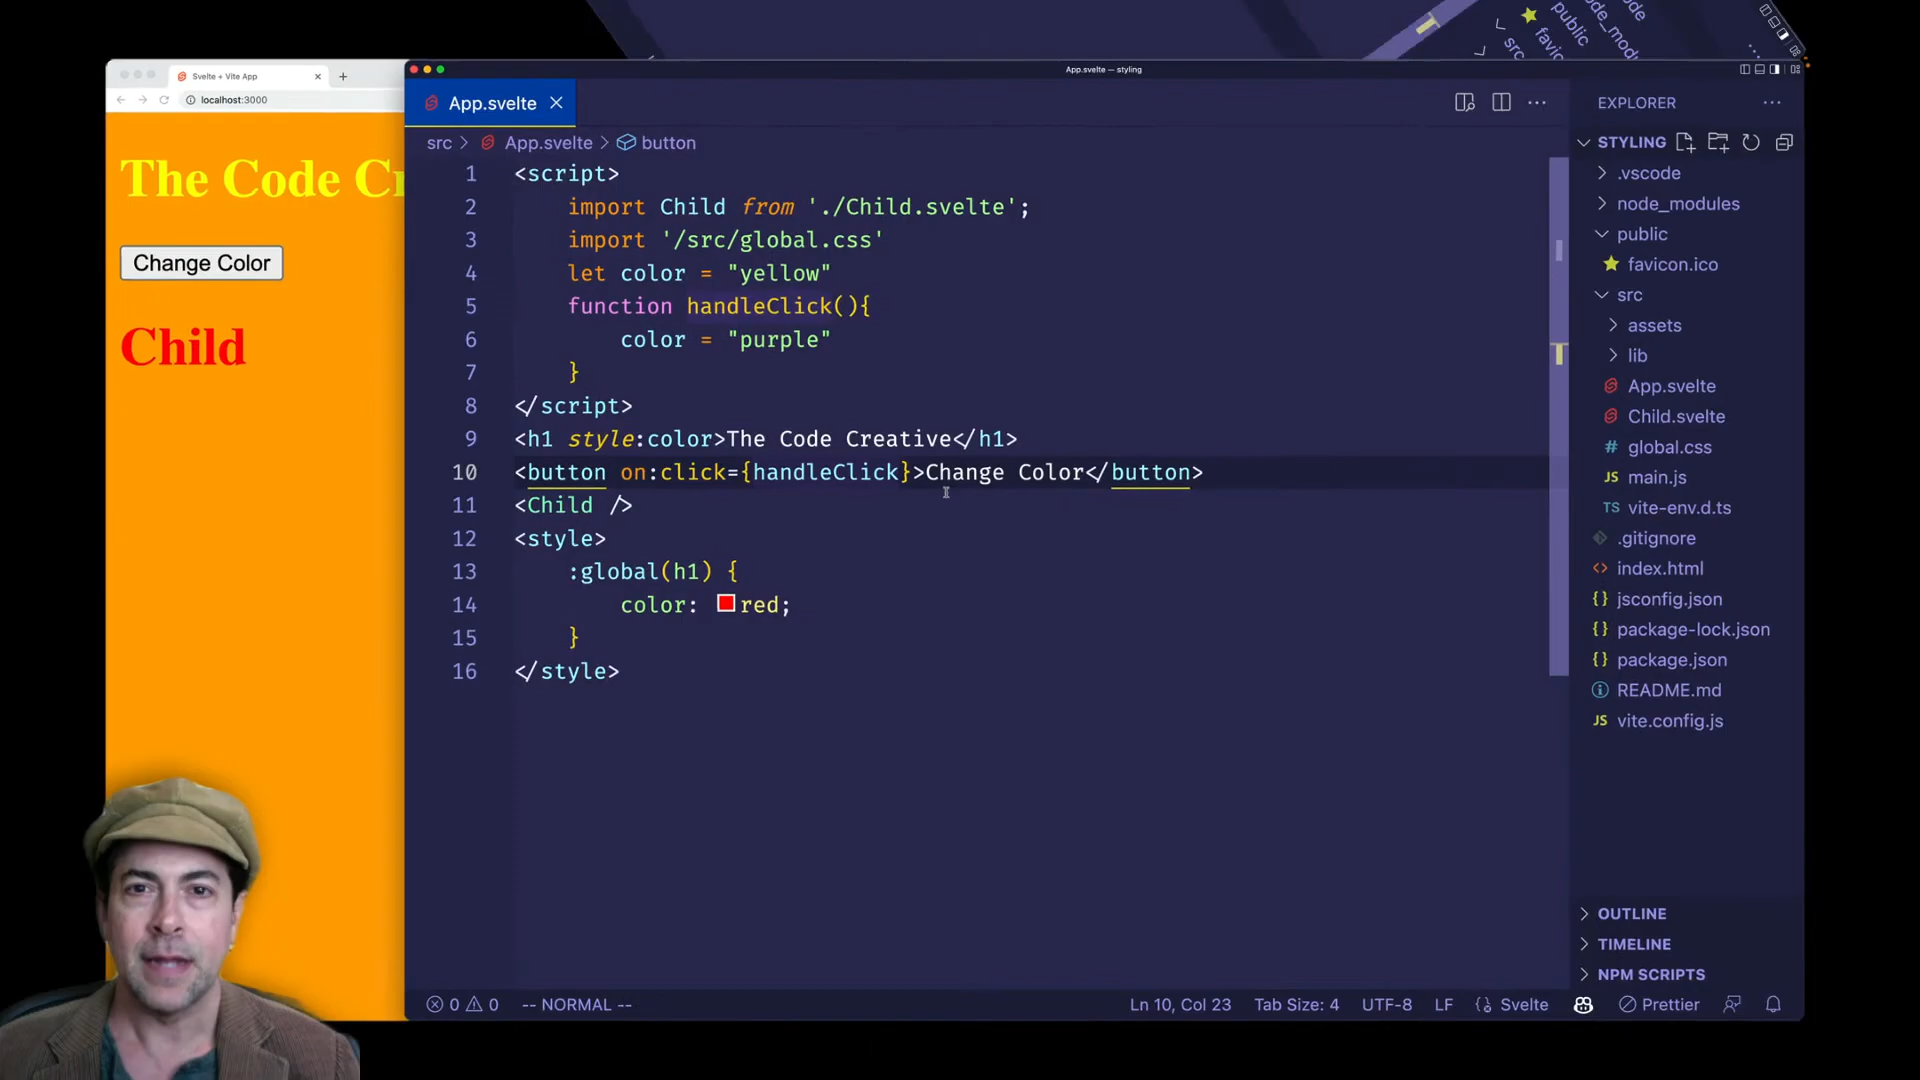 public
favic
src
Svelte + Vite App
localhost:3000
The Code Cr
Change Color
Child
App.svelte — styling
App.svelte
src > App.svelte > button
1 <script>
2 import Child from './Child.svelte';
3 import '/src/global.css'
4 let color = "yellow"
5 function handleClick(){
6 color = "purple"
7 }
8 </script>
9 <h1 style:color>The Code Creative</h1>
10 <button on:click={handleClick}>Change Color</button>
11 <Child />
12 <style>
13 :global(h1) {
14 color: red;
15 }
16 </style>
EXPLORER
STYLING
.vscode
node_modules
public
favicon.ico
src
assets
lib
App.svelte
Child.svelte
# global.css
JS main.js
TS vite-env.d.ts
.gitignore
<> index.html
{} jsconfig.json
{} package-lock.json
{} package.json
README.md
JS vite.config.js
OUTLINE
TIMELINE
NPM SCRIPTS
0 0 -- NORMAL --
Ln 10, Col 23 Tab Size: 4 UTF-8 LF Svelte Prettier